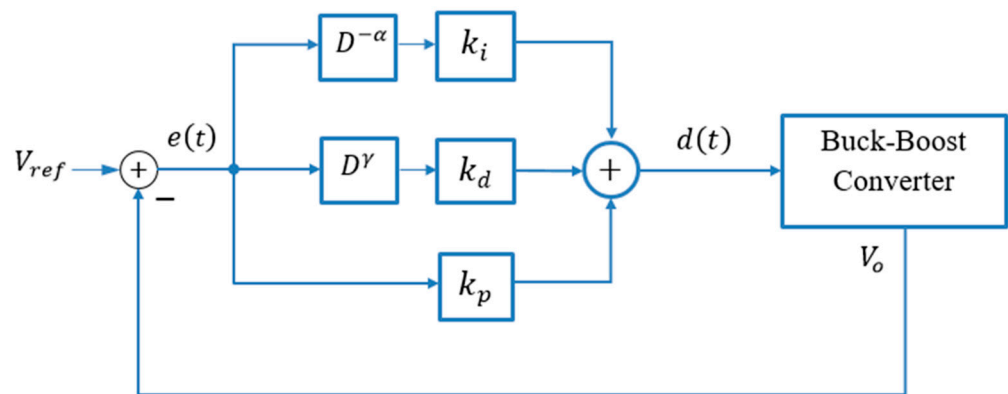 D^{-α}
k_i
V_{ref}
+
−
e(t)
D^γ
k_d
+
d(t)
Buck-Boost
Converter
k_p
V_o